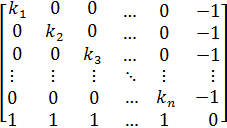 k₁ 0 0 … 0 −1
0 k₂ 0 … 0 −1
0 0 k₃ … 0 −1
⋮ ⋮ ⋮ ⋱ ⋮ ⋮
0 0 0 … kₙ −1
1 1 1 … 1 0